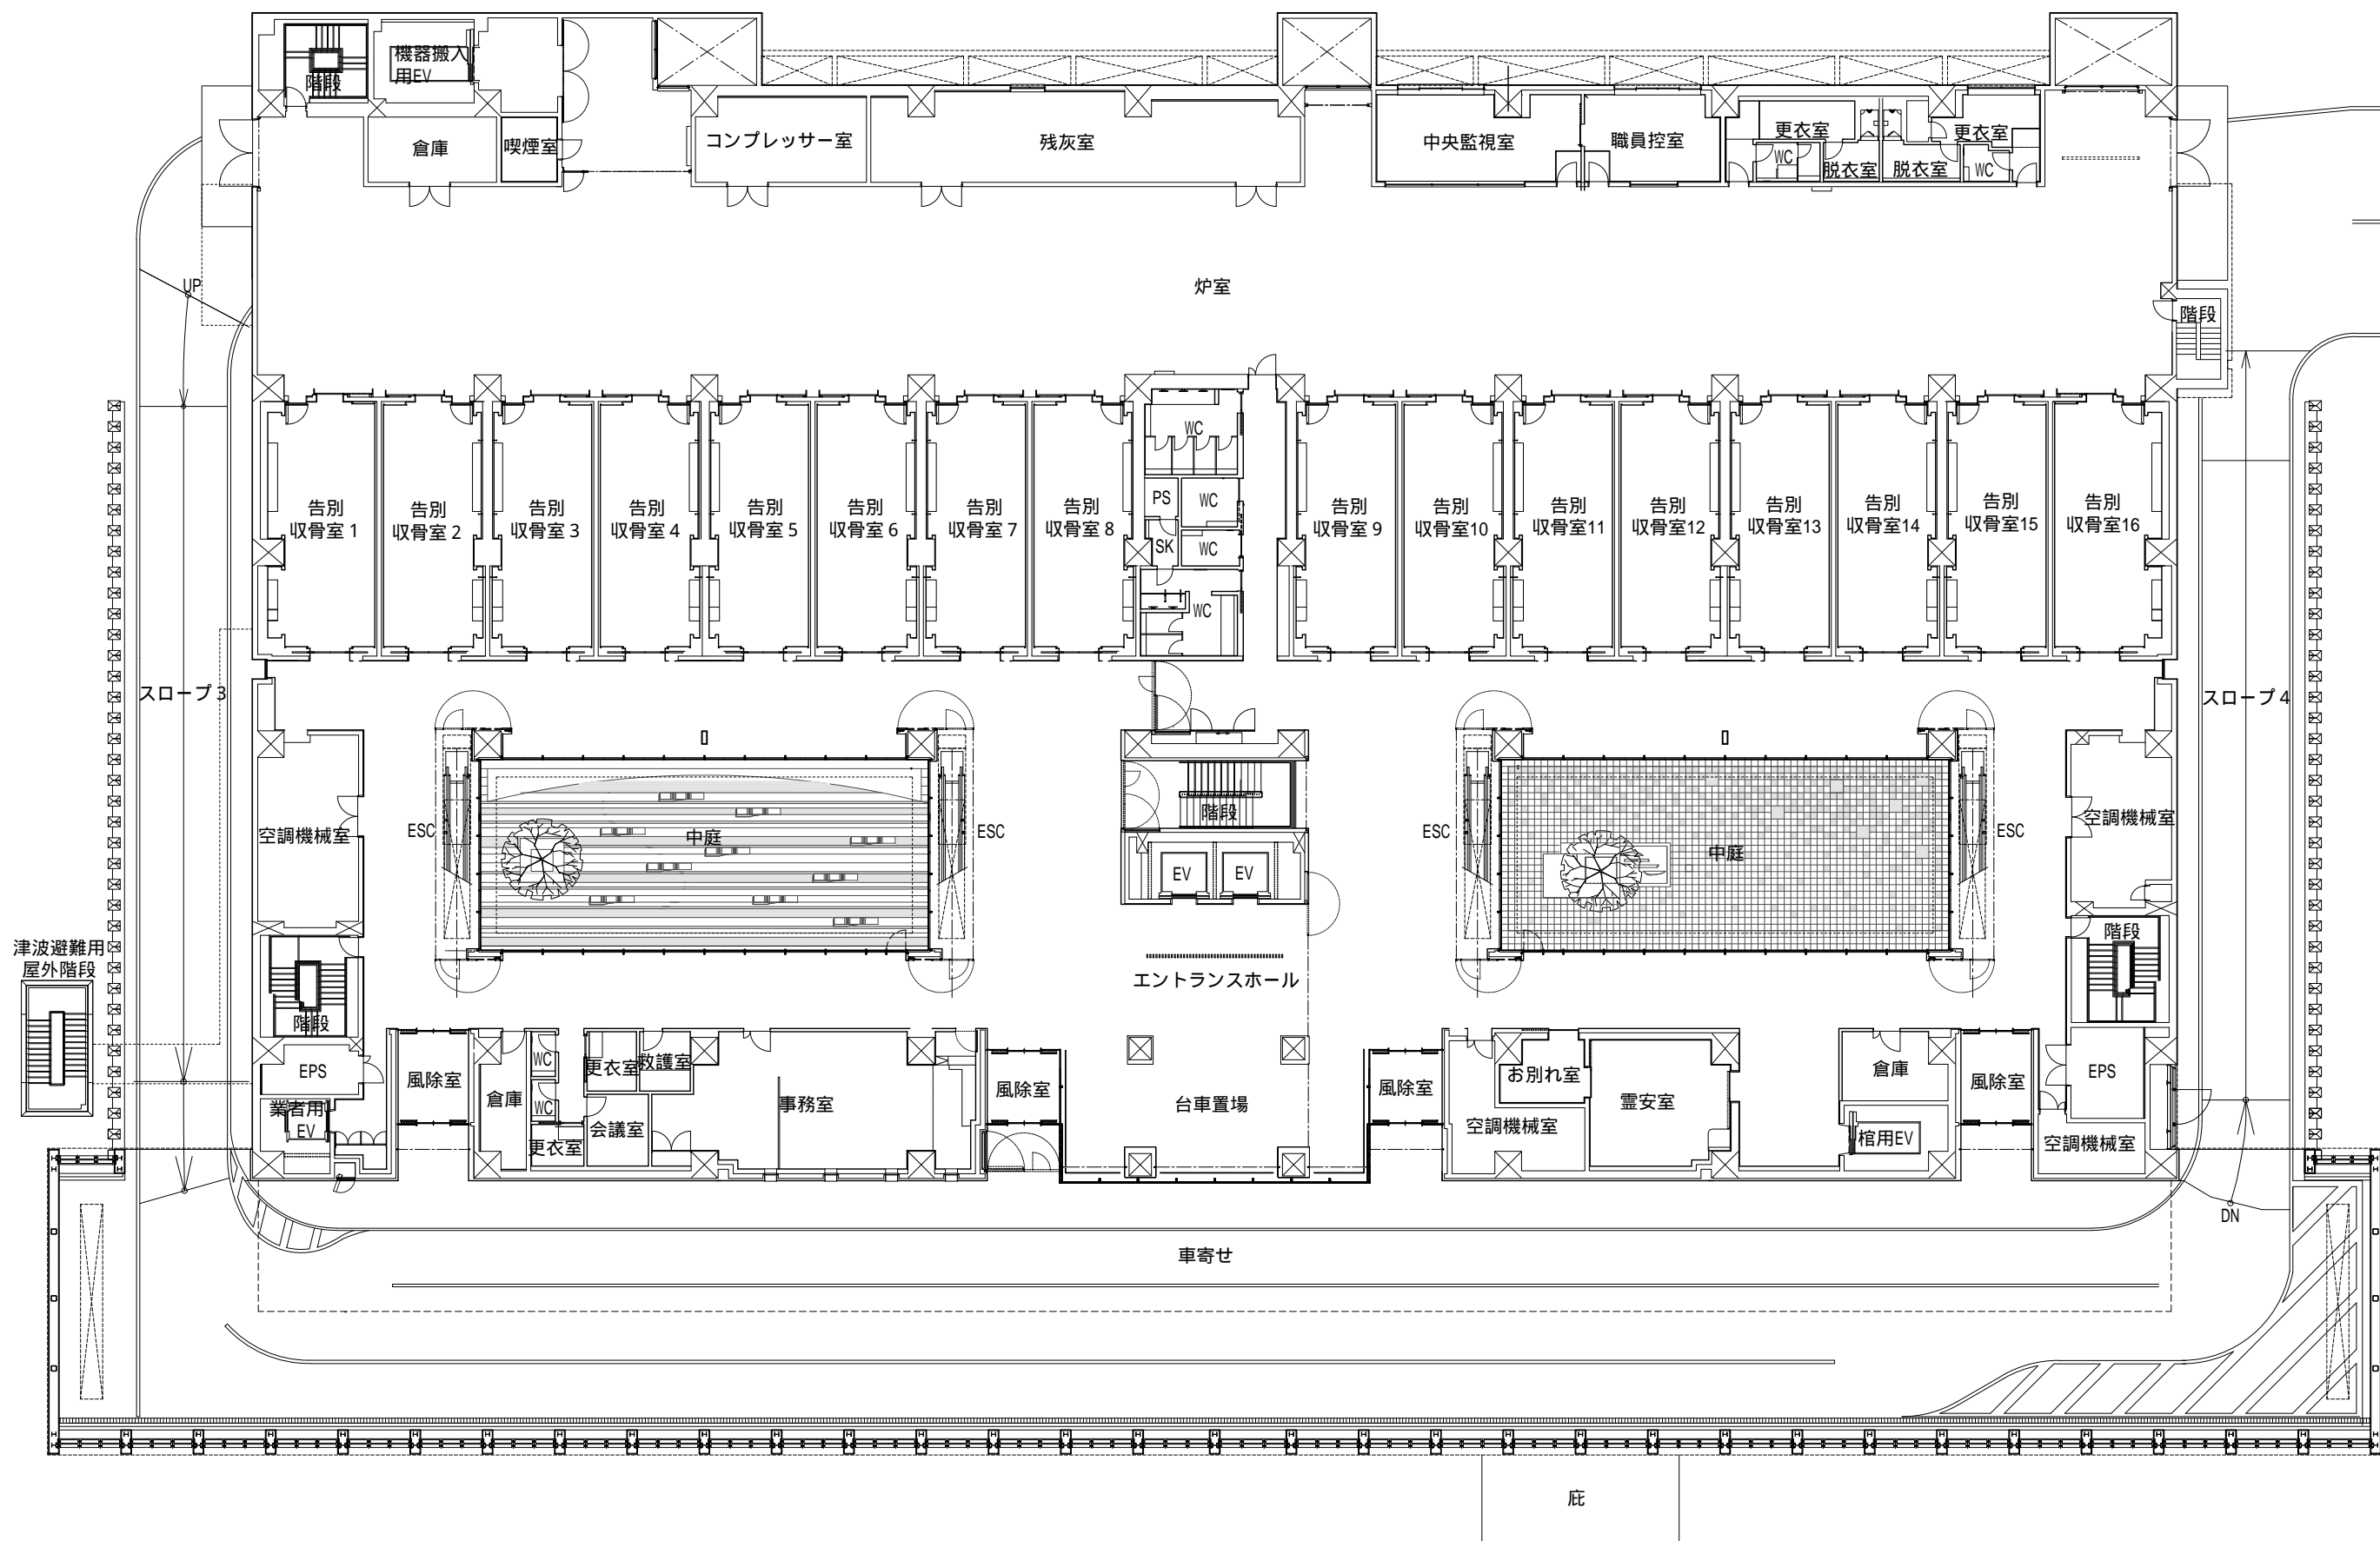 機器搬入
用EV
階段
倉庫
喫煙室
コンプレッサー室
残灰室
中央監視室
職員控室
更衣室
WC
脱衣室
脱衣室
更衣室
WC
炉室
UP
階段
告別
収骨室 1
告別
収骨室 2
告別
収骨室 3
告別
収骨室 4
告別
収骨室 5
告別
収骨室 6
告別
収骨室 7
告別
収骨室 8
WC
PS
WC
SK
WC
WC
告別
収骨室 9
告別
収骨室10
告別
収骨室11
告別
収骨室12
告別
収骨室13
告別
収骨室14
告別
収骨室15
告別
収骨室16
スロープ 3
スロープ 4
空調機械室
ESC
中庭
ESC
階段
EV
EV
ESC
中庭
ESC
空調機械室
津波避難用
屋外階段
階段
エントランスホール
階段
EPS
風除室
倉庫
WC
WC
更衣室
救護室
更衣室
会議室
事務室
風除室
台車置場
風除室
お別れ室
空調機械室
霊安室
倉庫
棺用EV
風除室
EPS
空調機械室
業者用
EV
DN
車寄せ
庇